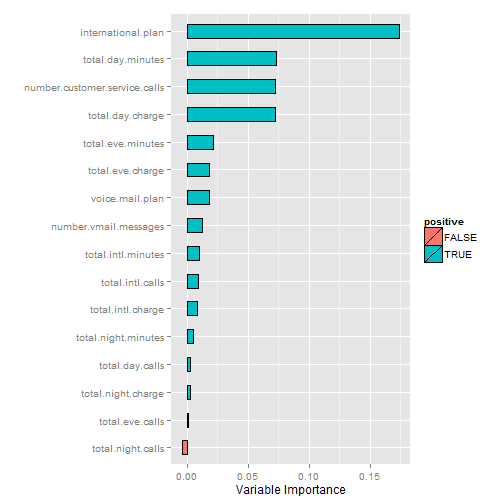 international.plan
total.day.minutes
number.customer.service.calls
total.day.charge
total.eve.minutes
total.eve.charge
voice.mail.plan
number.vmail.messages
total.intl.minutes
total.intl.calls
total.intl.charge
total.night.minutes
total.day.calls
total.night.charge
total.eve.calls
total.night.calls
0.00 0.05 0.10 0.15
Variable Importance
positive
FALSE
TRUE